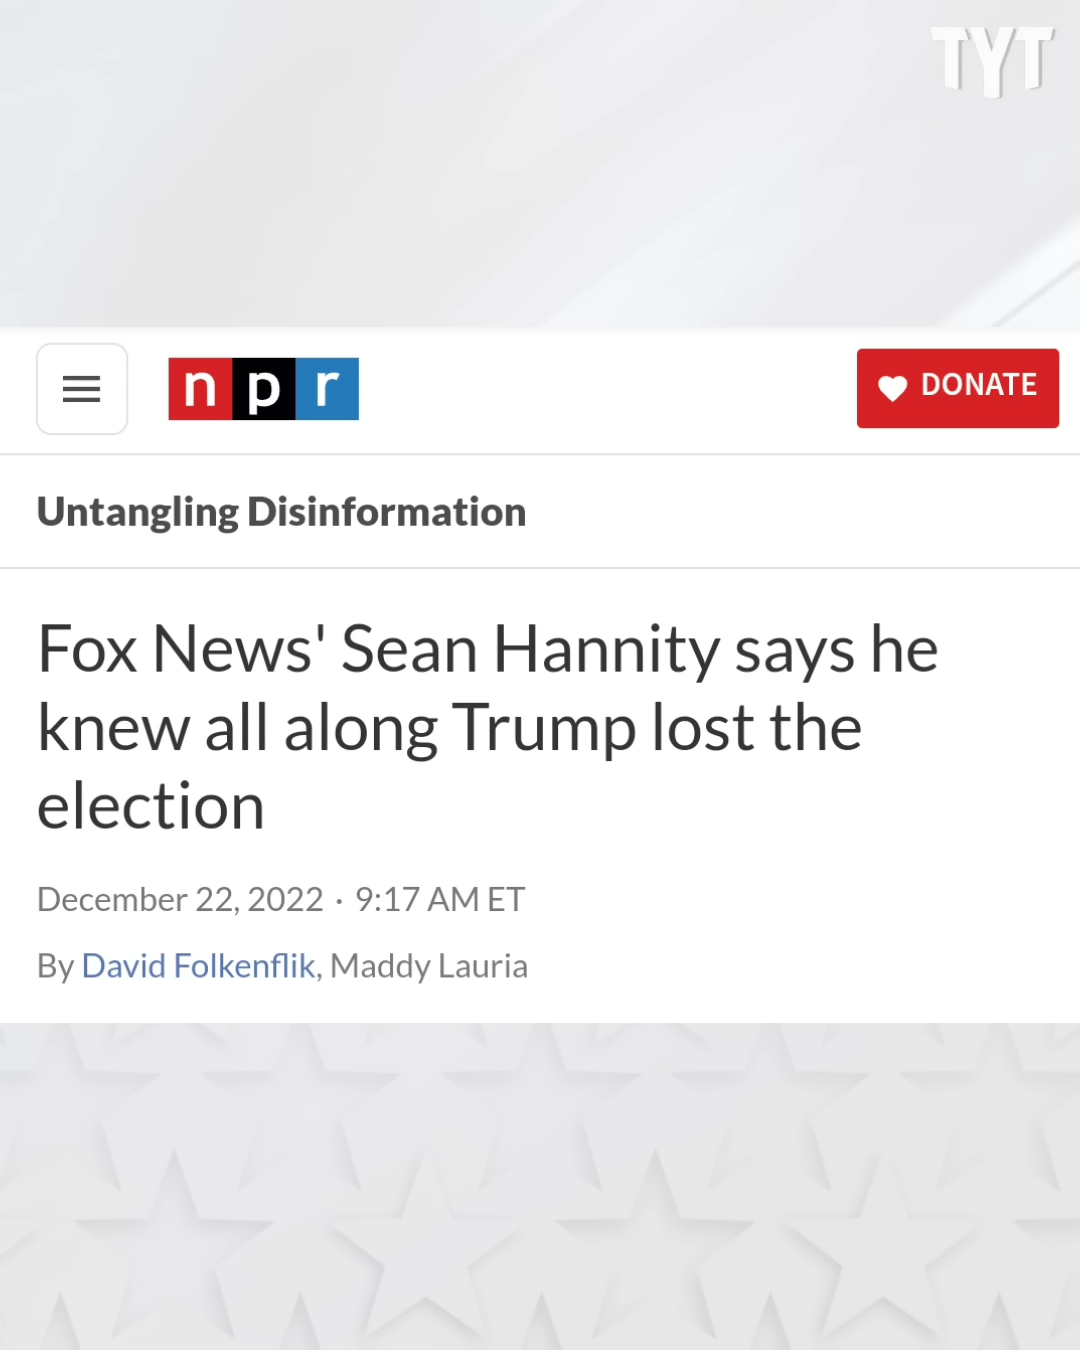 TYT
npr
DONATE
Untangling Disinformation
Fox News' Sean Hannity says he
knew all along Trump lost the
election
December 22, 2022 · 9:17 AM ET
By David Folkenflik, Maddy Lauria